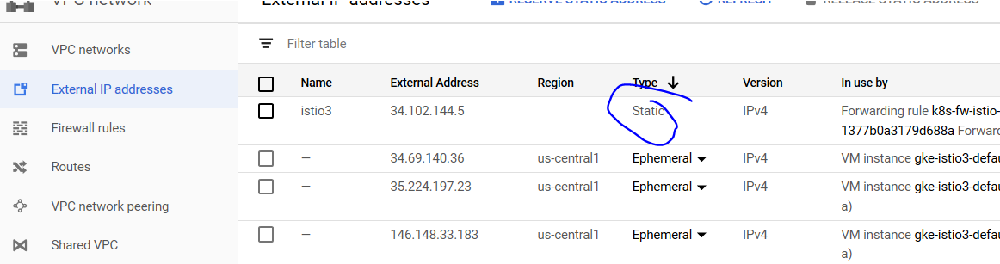 VPC network
External IP addresses
RESERVE STATIC ADDRESS
REFRESH
RELEASE STATIC ADDRESS
VPC networks
External IP addresses
Firewall rules
Routes
VPC network peering
Shared VPC
Filter table
Name External Address Region Type Version In use by
istio3 34.102.144.5 Static IPv4 Forwarding rule k8s-fw-istio-
1377b0a3179d688a Forwarc
— 34.69.140.36 us-central1 Ephemeral IPv4 VM instance gke-istio3-defau
— 35.224.197.23 us-central1 Ephemeral IPv4 VM instance gke-istio3-defau
a)
— 146.148.33.183 us-central1 Ephemeral IPv4 VM instance gke-istio3-defau
a)